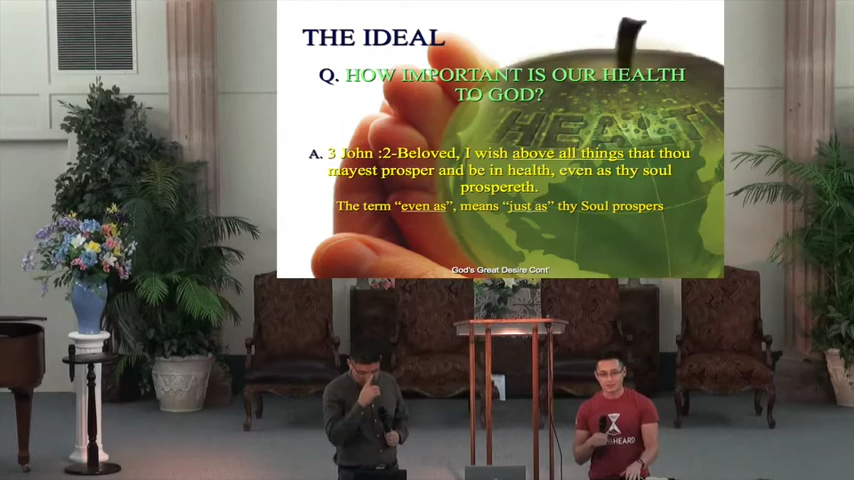 THE IDEAL
Q. HOW IMPORTANT IS OUR HEALTH
TO GOD?
HEALTH
A. 3 John :2-Beloved, I wish above all things that thou
mayest prosper and be in health, even as thy soul
prospereth.
The term “even as”, means “just as” thy Soul prospers
God's Great Desire Cont'
HEARD